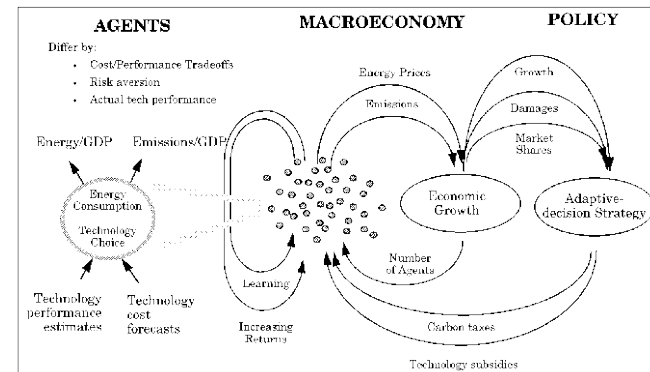 AGENTS
MACROECONOMY
POLICY
Differ by:
• Cost/Performance Tradeoffs
• Risk aversion
• Actual tech performance
Energy/GDP
Emissions/GDP
Energy
Consumption
Technology
Choice
Technology
performance
estimates
Technology
cost
forecasts
Learning
Increasing
Returns
Energy Prices
Emissions
Economic
Growth
Number
of Agents
Growth
Damages
Market
Shares
Adaptive-
decision Strategy
Carbon taxes
Technology subsidies